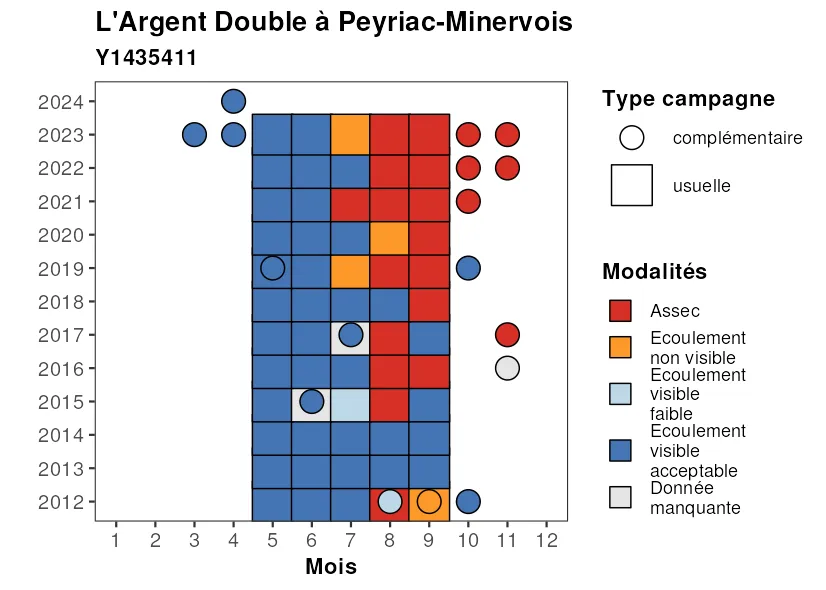 L'Argent Double à Peyriac-Minervois
Y1435411
2024
2023
2022
2021
2020
2019
2018
2017
2016
2015
2014
2013
2012
1 2 3 4 5 6 7 8 9 10 11 12
Mois
Type campagne
complémentaire
usuelle
Modalités
Assec
Ecoulement
non visible
Ecoulement
visible
faible
Ecoulement
visible
acceptable
Donnée
manquante